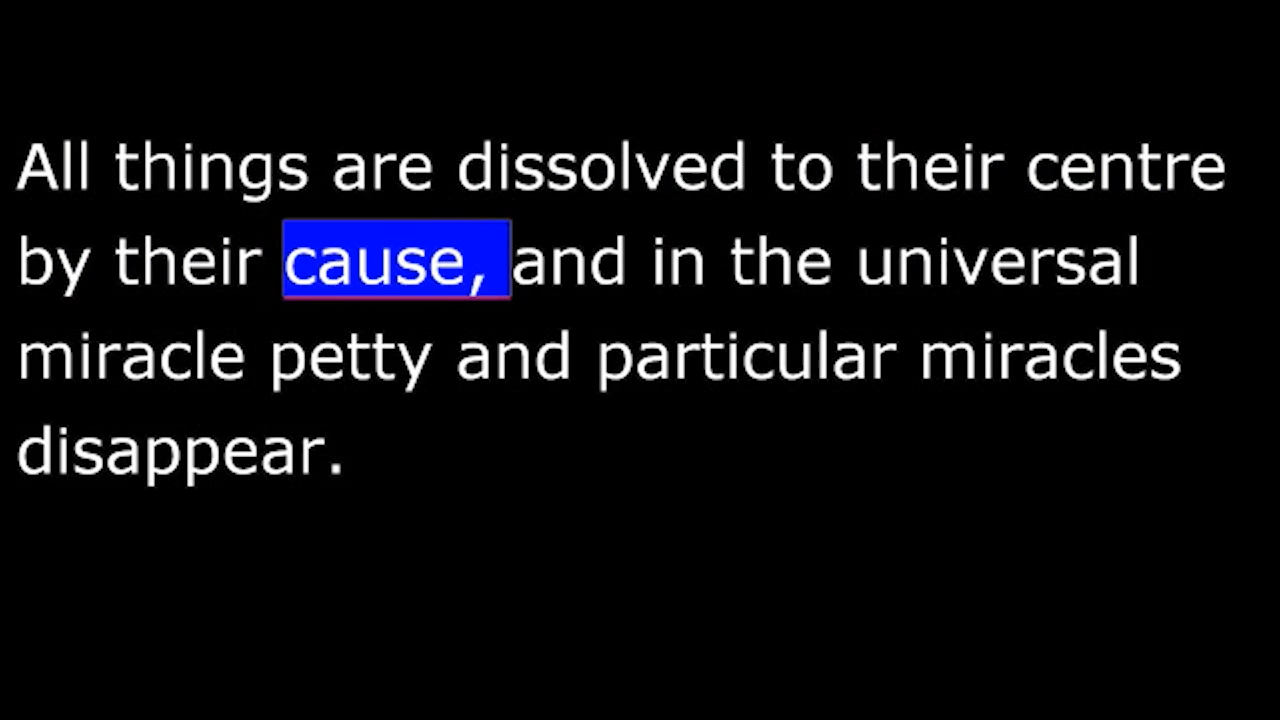 All things are dissolved to their centre
by their cause, and in the universal
miracle petty and particular miracles
disappear.